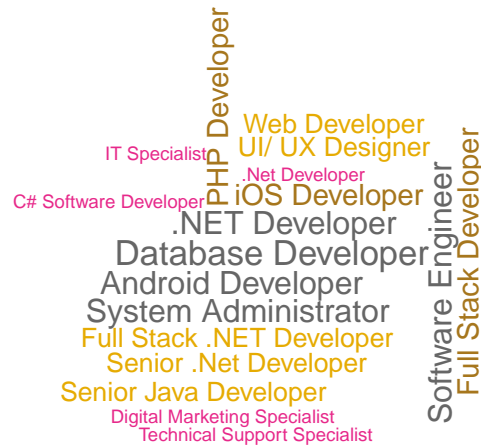 PHP Developer
Web Developer
IT Specialist
UI/ UX Designer
.Net Developer
C# Software Developer
iOS Developer
.NET Developer
Database Developer
Android Developer
System Administrator
Full Stack .NET Developer
Senior .Net Developer
Senior Java Developer
Digital Marketing Specialist
Technical Support Specialist
Software Engineer
Full Stack Developer